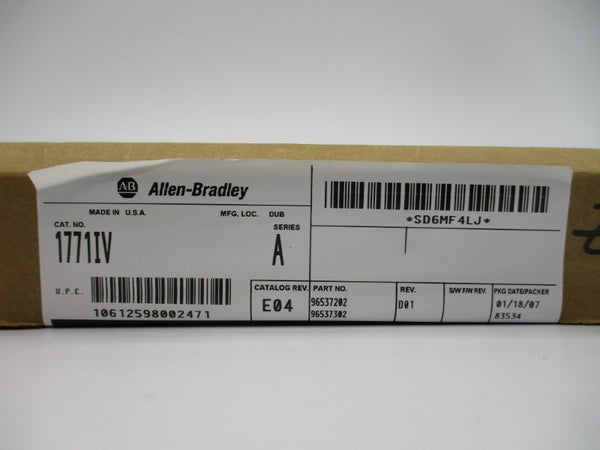 AB Allen-Bradley
MADE IN U.S.A. MFG. LOC. DUB
CAT. NO. SERIES
1771IV A
U.P.C.
10612598002471
*SD6MF4LJ*
CATALOG REV. E04
PART NO.
96537202
96537302
REV.
D01
S/W F/W REV.
PKG DATE/PACKER
01/18/07
83534